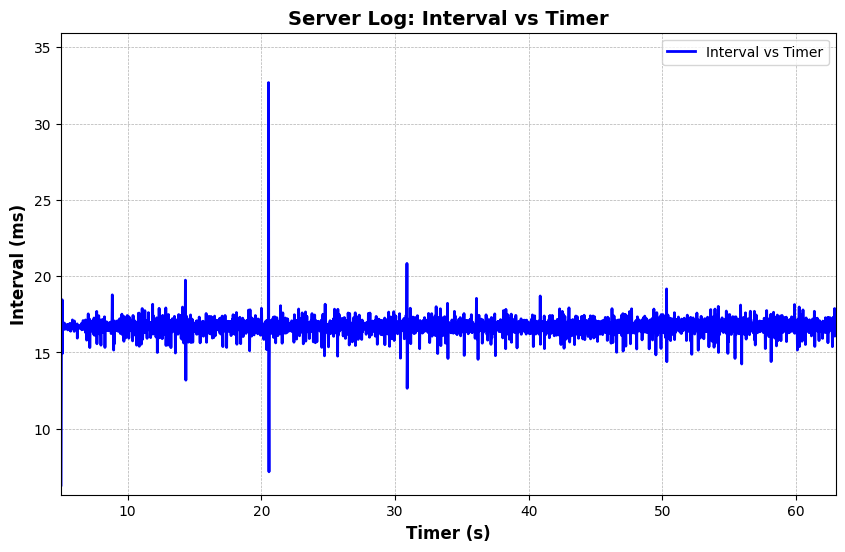 Server Log: Interval vs Timer
Interval vs Timer
Interval (ms)
35
30
25
20
15
10
10 20 30 40 50 60
Timer (s)